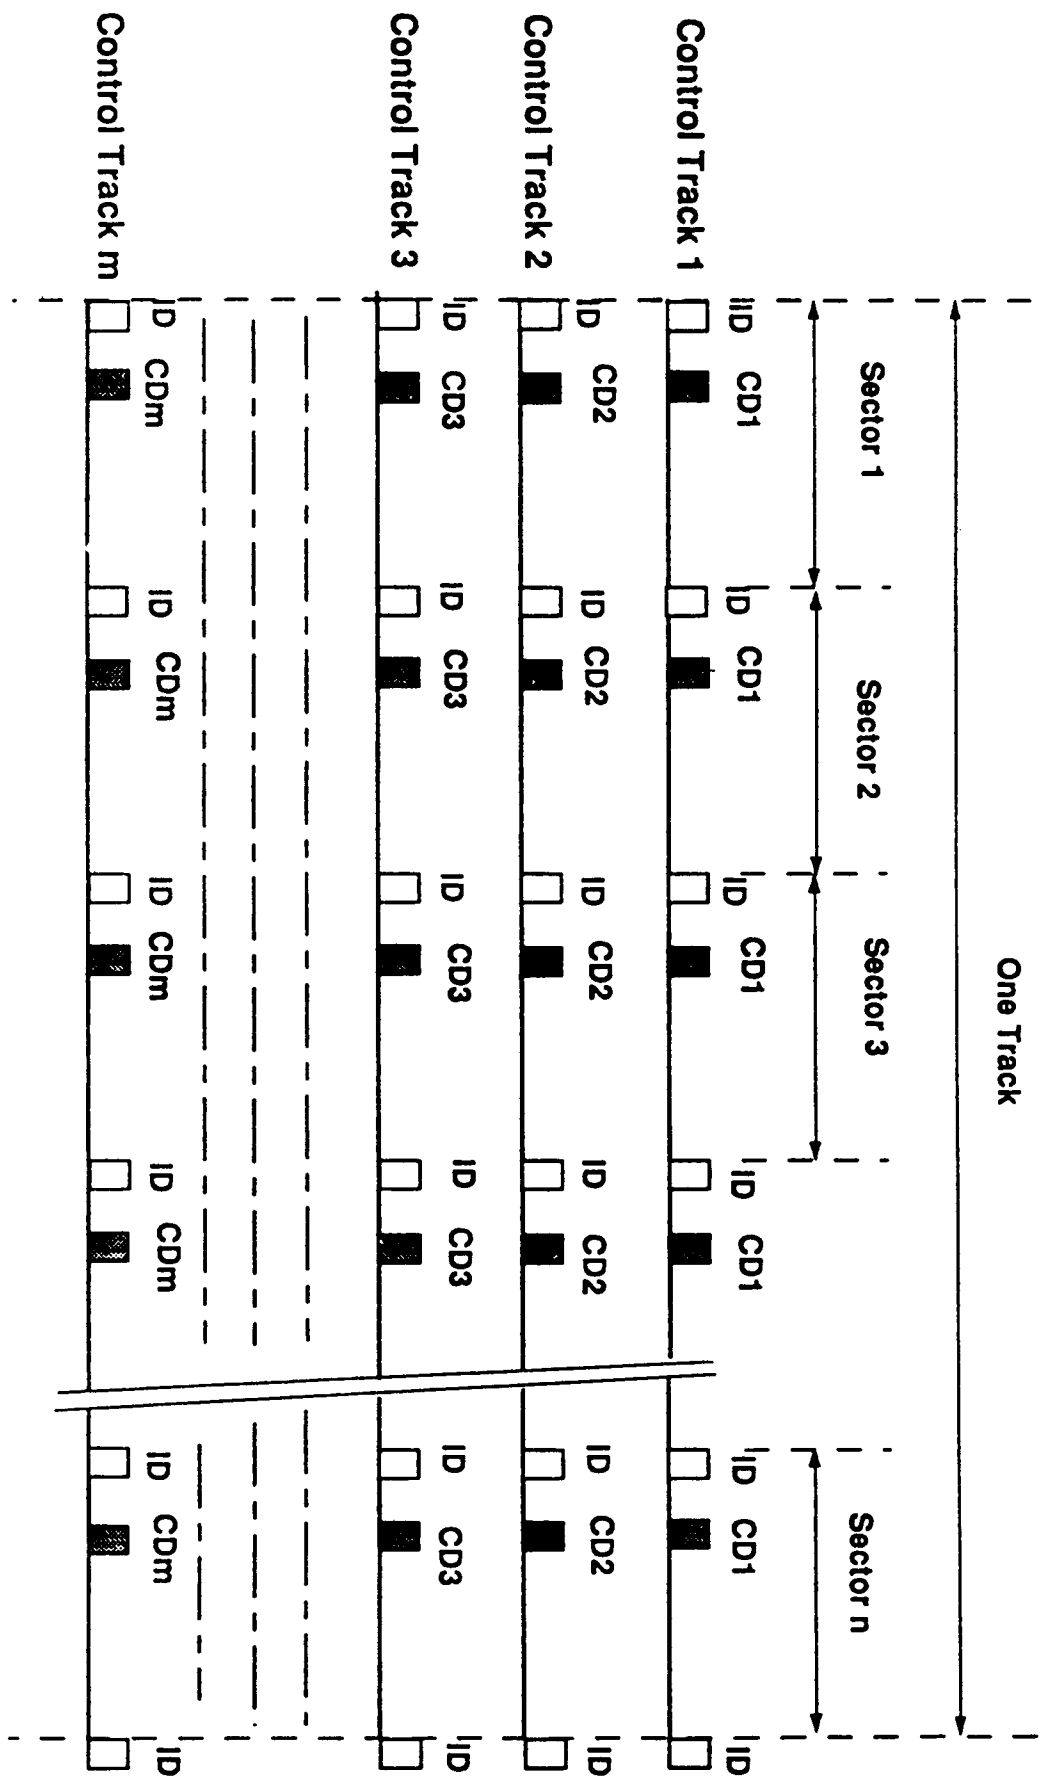 One Track
Sector 1 Sector 2 Sector 3 Sector n
ID CD1 ID CD1 ID CD1 ID CD1 ID CD1 ID
Control Track 1
ID CD2 ID CD2 ID CD2 ID CD2 ID CD2 ID
Control Track 2
ID CD3 ID CD3 ID CD3 ID CD3 ID CD3 ID
Control Track 3
ID CDm ID CDm ID CDm ID CDm ID CDm ID
Control Track m